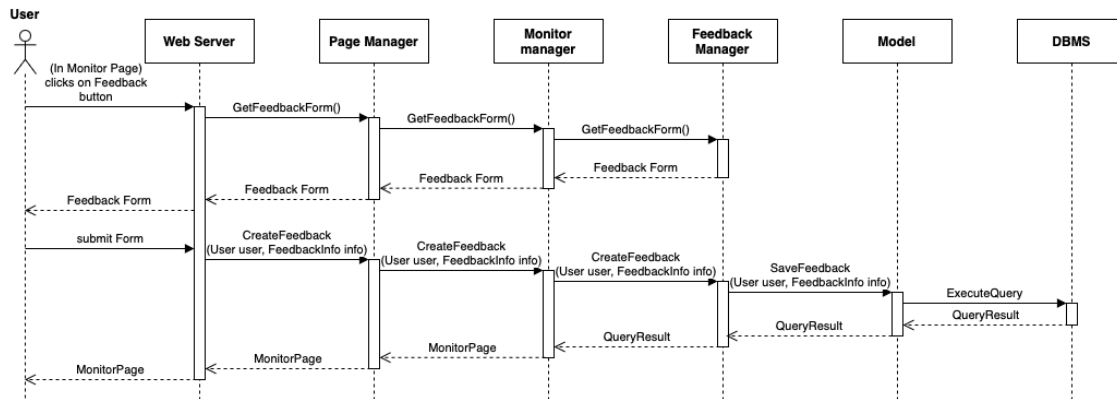 User
Web Server
Page Manager
Monitor
manager
Feedback
Manager
Model
DBMS
(In Monitor Page)
clicks on Feedback
button
GetFeedbackForm()
GetFeedbackForm()
GetFeedbackForm()
Feedback Form
Feedback Form
Feedback Form
Feedback Form
submit Form
CreateFeedback
(User user, FeedbackInfo info)
CreateFeedback
(User user, FeedbackInfo info)
CreateFeedback
(User user, FeedbackInfo info)
SaveFeedback
(User user, FeedbackInfo info)
ExecuteQuery
QueryResult
QueryResult
QueryResult
MonitorPage
MonitorPage
MonitorPage